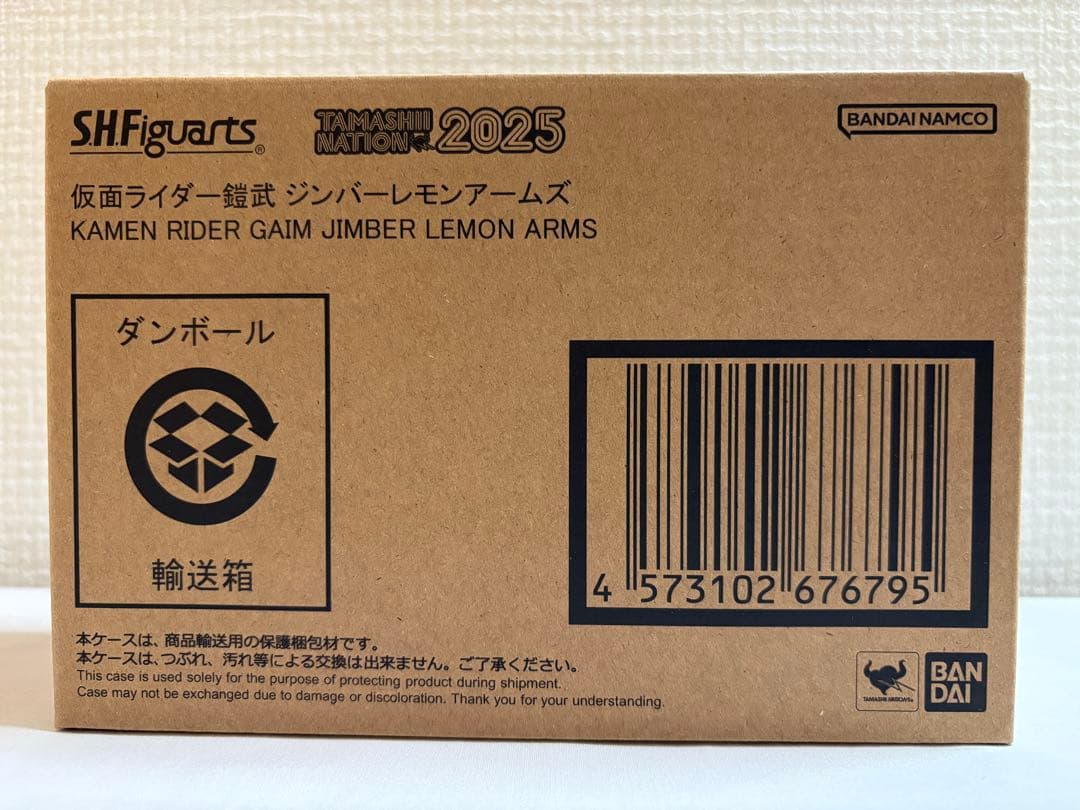 S.H.Figuarts®
TAMASHII NATION 2025
BANDAI NAMCO
仮面ライダー鎧武 ジンバーレモンアームズ
KAMEN RIDER GAIM JIMBER LEMON ARMS
ダンボール
輸送箱
4 573102 676795
本ケースは、商品輸送用の保護梱包材です。
本ケースは、つぶれ、汚れ等による交換は出来ません。ご了承ください。
This case is used solely for the purpose of protecting product during shipment.
Case may not be exchanged due to damage or discoloration. Thank you for your understanding.
TAMASHII NATIONS
BAN
DAI